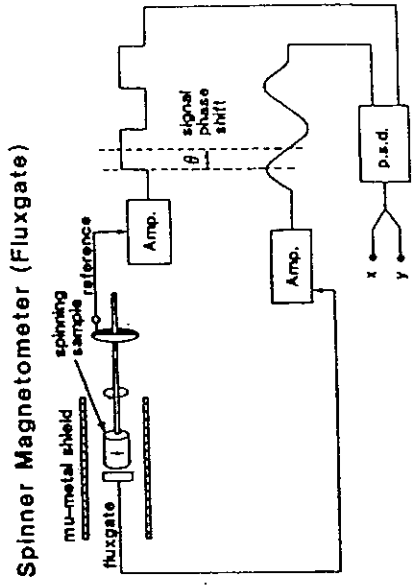 Spinner Magnetometer (Fluxgate)
mu-metal shield
fluxgate
spinning
sample
reference
Amp.
θ
signal
phase
shift
Amp.
p.s.d.
x
y